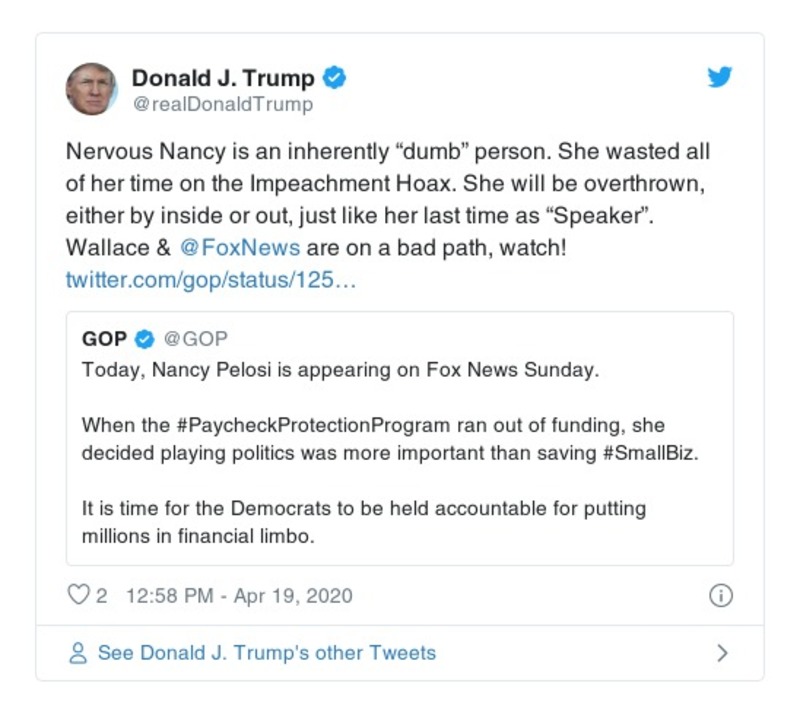 Donald J. Trump
@realDonaldTrump
Nervous Nancy is an inherently “dumb” person. She wasted all
of her time on the Impeachment Hoax. She will be overthrown,
either by inside or out, just like her last time as “Speaker”.
Wallace & @FoxNews are on a bad path, watch!
twitter.com/gop/status/125…
GOP @GOP
Today, Nancy Pelosi is appearing on Fox News Sunday.
When the #PaycheckProtectionProgram ran out of funding, she
decided playing politics was more important than saving #SmallBiz.
It is time for the Democrats to be held accountable for putting
millions in financial limbo.
2 12:58 PM - Apr 19, 2020
See Donald J. Trump's other Tweets